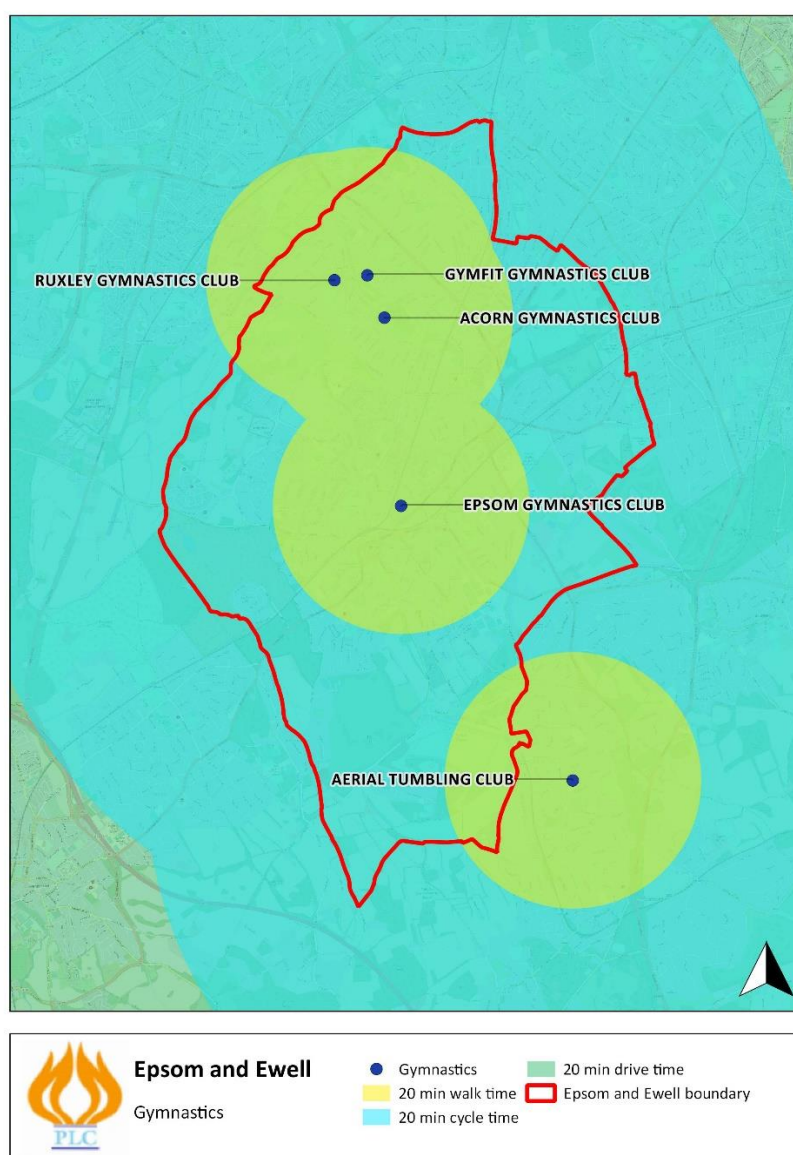 RUXLEY GYMNASTICS CLUB
GYMFIT GYMNASTICS CLUB
ACORN GYMNASTICS CLUB
EPSOM GYMNASTICS CLUB
AERIAL TUMBLING CLUB
PLC
Epsom and Ewell
Gymnastics
Gymnastics
20 min walk time
20 min cycle time
20 min drive time
Epsom and Ewell boundary